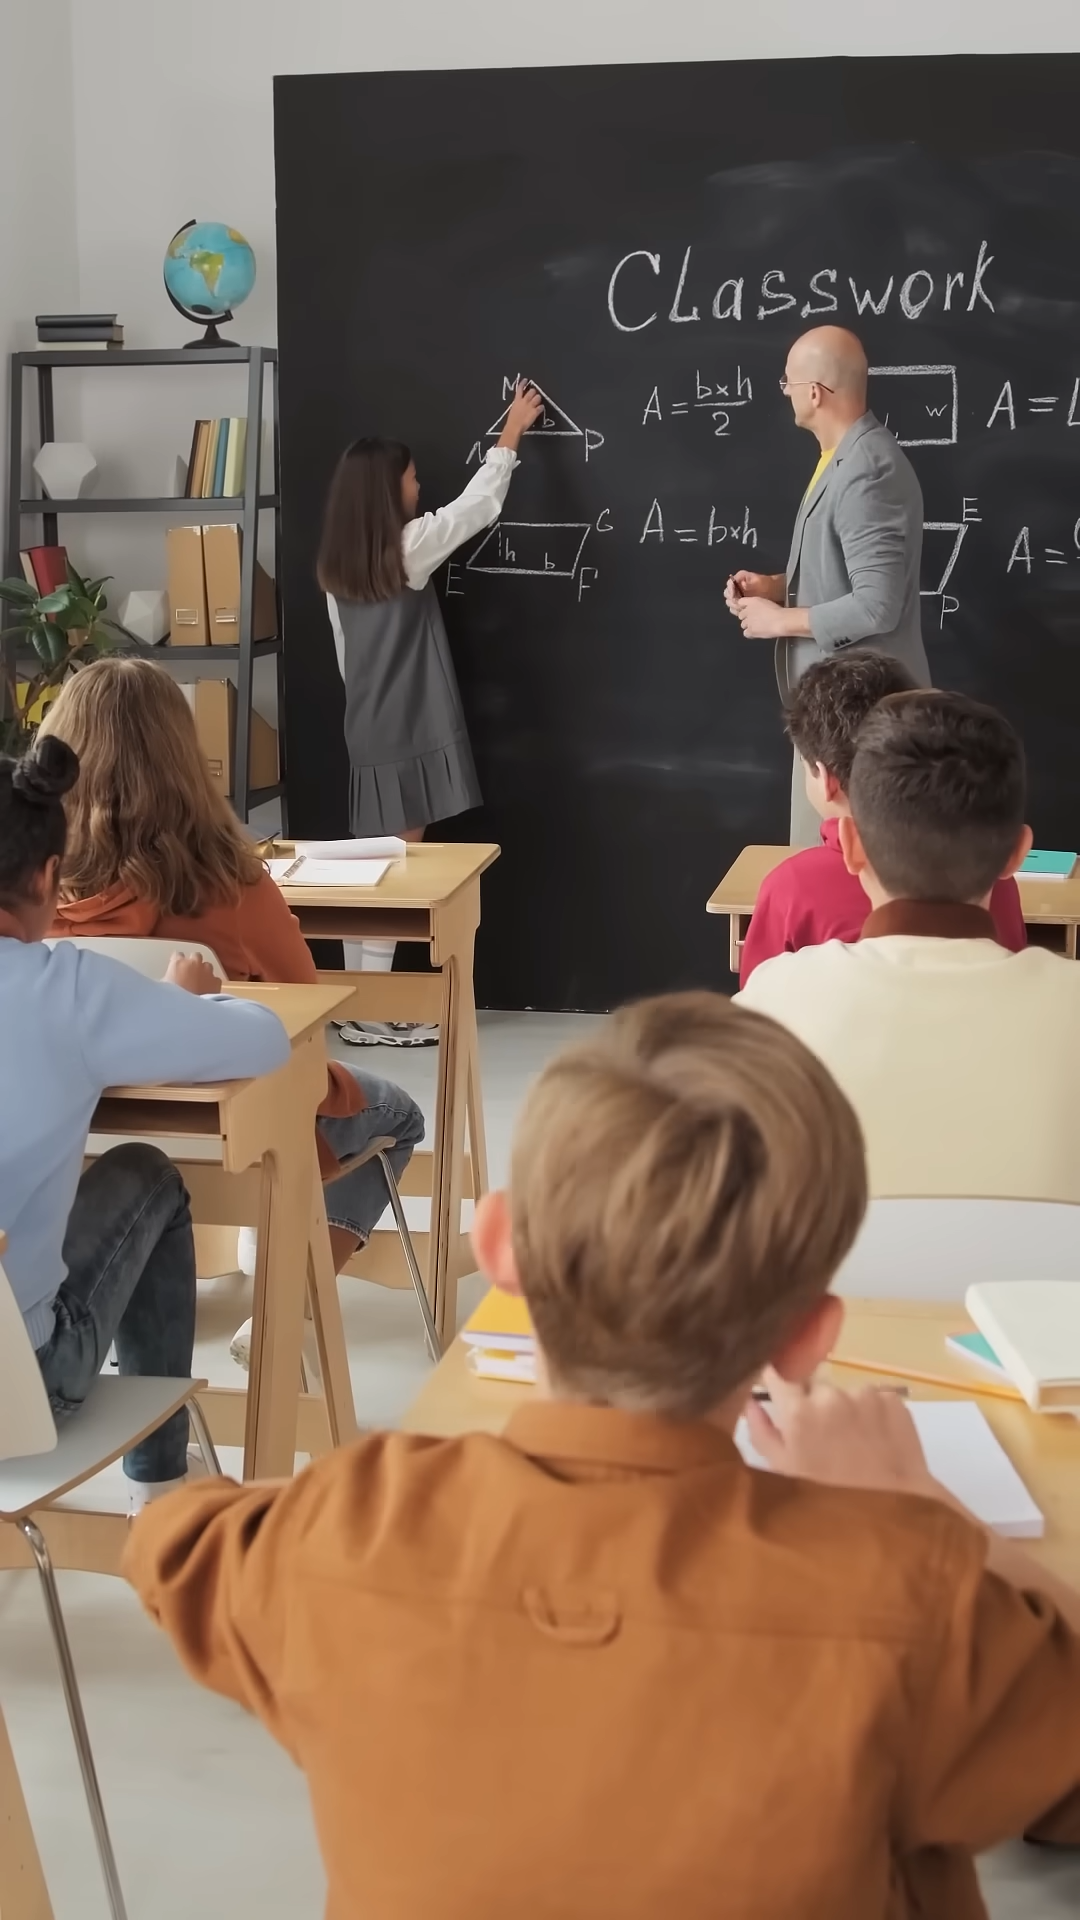 Classwork
M
b
N P
A = b×h
2
w
A = L
G
h b
E F
A = b×h
E
P
A = (